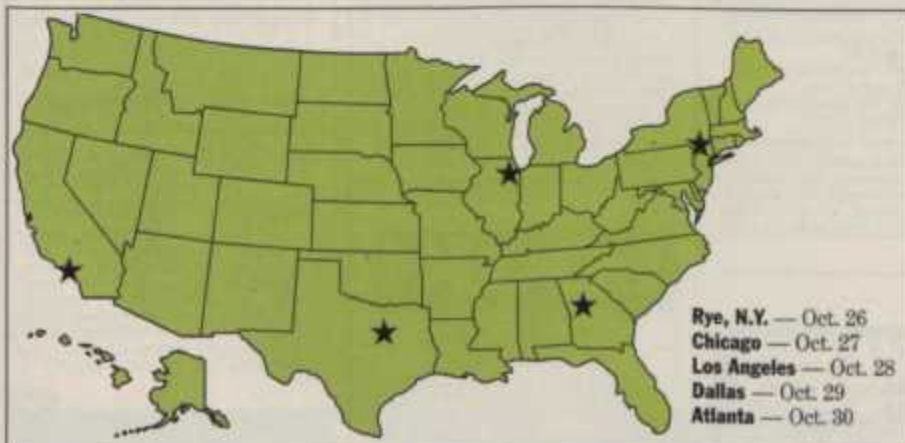 Rye, N.Y. — Oct. 26
Chicago — Oct. 27
Los Angeles — Oct. 28
Dallas — Oct. 29
Atlanta — Oct. 30